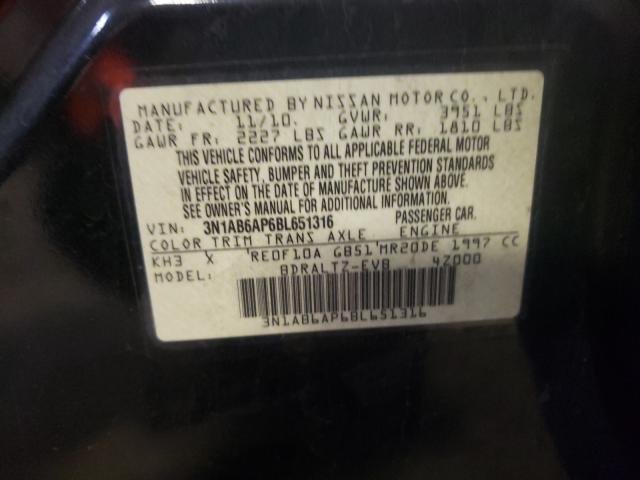 MANUFACTURED BY NISSAN MOTOR CO., LTD.
DATE: 11/10. GVWR: 3951 LBS
GAWR FR: 2227 LBS GAWR RR: 1810 LBS
THIS VEHICLE CONFORMS TO ALL APPLICABLE FEDERAL MOTOR
VEHICLE SAFETY, BUMPER AND THEFT PREVENTION STANDARDS
IN EFFECT ON THE DATE OF MANUFACTURE SHOWN ABOVE.
SEE OWNER'S MANUAL FOR ADDITIONAL INFORMATION.
VIN: 3N1AB6AP6BL651316 PASSENGER CAR.
COLOR TRIM TRANS AXLE ENGINE
KH3 X RE0F10A GB51 MR20DE 1997 CC
MODEL: BDRALTZ-EVB 4Z000
3N1AB6AP6BL651316